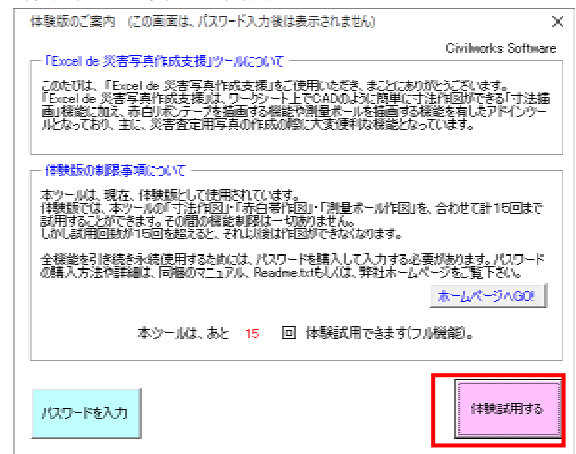 体験版のご案内　(この画面は、パスワード入力後は表示されません)
Civilworks Software
「Excel de 災害写真作成支援」ツールについて
このたびは、「Excel de 災害写真作成支援」をご使用いただき、まことにありがとうございます。
「Excel de 災害写真作成支援」は、ワークシート上でCADのように簡単に寸法作図ができる「寸法描
画」機能に加え、赤白リボンテープを描画する機能や測量ポールを描画する機能を有したアドインツー
ルとなっており、主に、災害査定用写真の作成の際に大変便利な機能となっています。
体験版の制限事項について
本ツールは、現在、体験版として使用されています。
体験版では、本ツールの「寸法作図」・「赤白帯作図」・「測量ポール作図」を、合わせて計15回まで
試用することができます。その間の機能制限は一切ありません。
しかし試用回数が15回を超えると、それ以後は作図ができなくなります。
全機能を引き続き永続使用するためには、パスワードを購入して入力する必要があります。パスワード
の購入方法や詳細は、同梱のマニュアル、Readme.txtもしくは、弊社ホームページをご覧下さい。
ホームページへGO!
本ツールは、あと 15 回 体験試用できます(フル機能)。
パスワードを入力
体験試用する